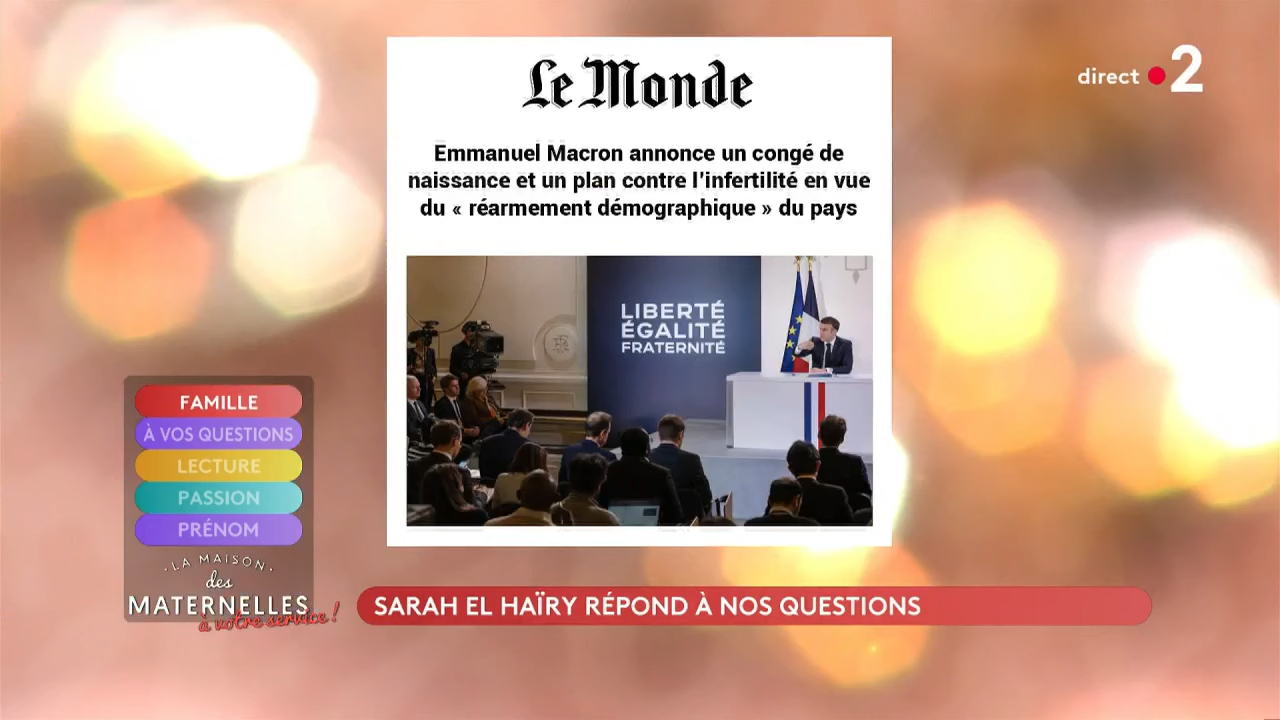 Le Monde
direct 2
Emmanuel Macron annonce un congé de
naissance et un plan contre l'infertilité en vue
du « réarmement démographique » du pays
LIBERTÉ
ÉGALITÉ
FRATERNITÉ
FAMILLE
À VOS QUESTIONS
LECTURE
PASSION
PRÉNOM
LA MAISON
des
MATERNELLES
à votre service !
SARAH EL HAÏRY RÉPOND À NOS QUESTIONS